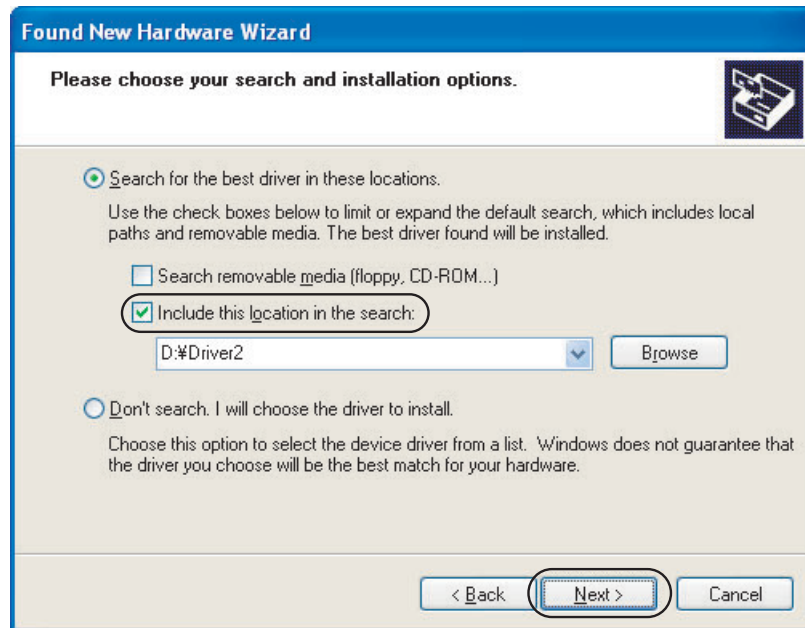 Found New Hardware Wizard
Please choose your search and installation options.
Search for the best driver in these locations.
Use the check boxes below to limit or expand the default search, which includes local
paths and removable media. The best driver found will be installed.
Search removable media (floppy, CD-ROM...)
Include this location in the search:
D:¥Driver2
Browse
Don't search. I will choose the driver to install.
Choose this option to select the device driver from a list. Windows does not guarantee that
the driver you choose will be the best match for your hardware.
< Back Next > Cancel